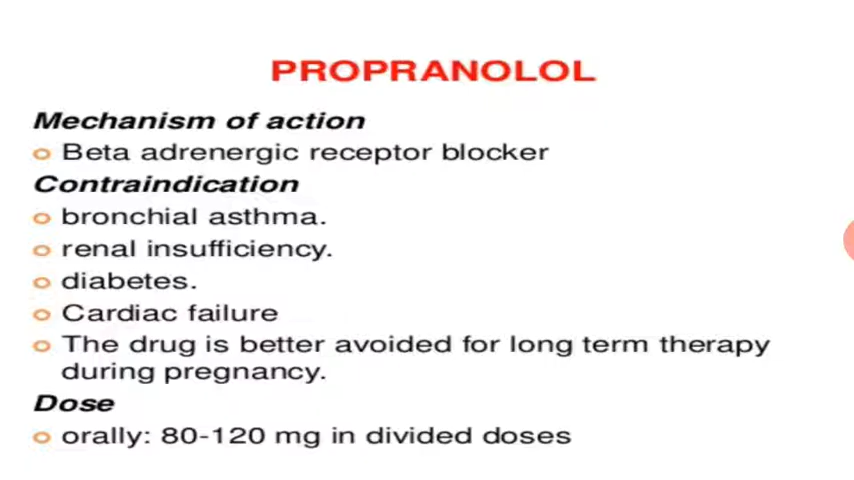 PROPRANOLOL
Mechanism of action
Beta adrenergic receptor blocker
Contraindication
bronchial asthma.
renal insufficiency.
diabetes.
Cardiac failure
The drug is better avoided for long term therapy
during pregnancy.
Dose
orally: 80-120 mg in divided doses